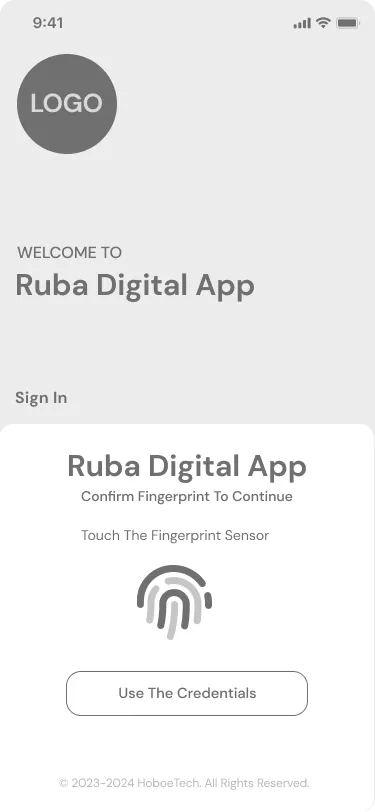 9:41
LOGO
WELCOME TO
Ruba Digital App
Sign In
Ruba Digital App
Confirm Fingerprint To Continue
Touch The Fingerprint Sensor
Use The Credentials
© 2023-2024 HoboeTech. All Rights Reserved.